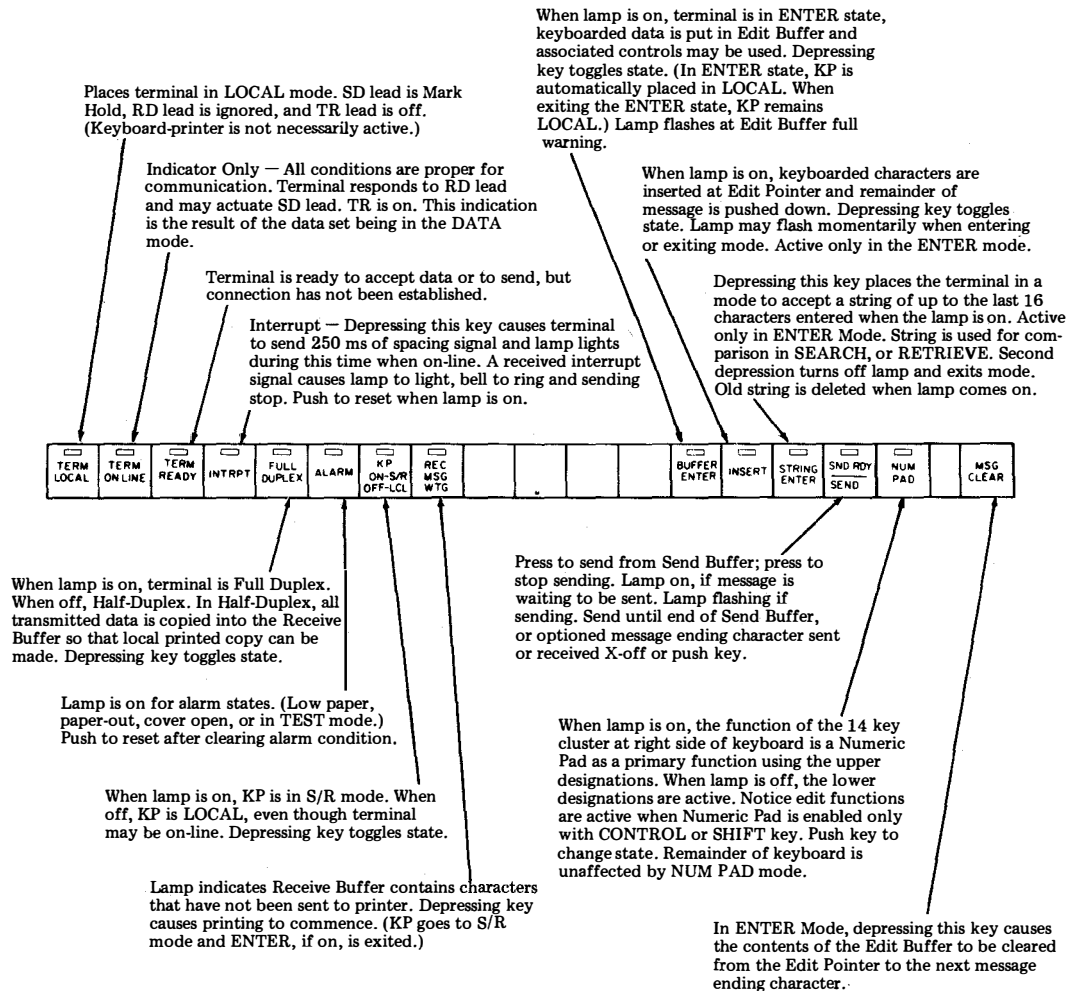 When lamp is on, terminal is in ENTER state,
keyboarded data is put in Edit Buffer and
associated controls may be used. Depressing
key toggles state. (In ENTER state, KP is
automatically placed in LOCAL. When
exiting the ENTER state, KP remains
LOCAL.) Lamp flashes at Edit Buffer full
warning.
Places terminal in LOCAL mode. SD lead is Mark
Hold, RD lead is ignored, and TR lead is off.
(Keyboard-printer is not necessarily active.)
Indicator Only — All conditions are proper for
communication. Terminal responds to RD lead
and may actuate SD lead. TR is on. This indication
is the result of the data set being in the DATA
mode.
When lamp is on, keyboarded characters are
inserted at Edit Pointer and remainder of
message is pushed down. Depressing key toggles
state. Lamp may flash momentarily when entering
or exiting mode. Active only in the ENTER mode.
Terminal is ready to accept data or to send, but
connection has not been established.
Depressing this key places the terminal in a
mode to accept a string of up to the last 16
characters entered when the lamp is on. Active
only in ENTER Mode. String is used for com-
parison in SEARCH, or RETRIEVE. Second
depression turns off lamp and exits mode.
Old string is deleted when lamp comes on.
Interrupt — Depressing this key causes terminal
to send 250 ms of spacing signal and lamp lights
during this time when on-line. A received interrupt
signal causes lamp to light, bell to ring and sending
stop. Push to reset when lamp is on.
TERM
LOCAL
TERM
ON LINE
TERM
READY
INTRPT
FULL
DUPLEX
ALARM
KP
ON-S/R
OFF-LCL
REC
MSG
WTG
BUFFER
ENTER
INSERT
STRING
ENTER
SND RDY
SEND
NUM
PAD
MSG
CLEAR
When lamp is on, terminal is Full Duplex.
When off, Half-Duplex. In Half-Duplex, all
transmitted data is copied into the Receive
Buffer so that local printed copy can be
made. Depressing key toggles state.
Press to send from Send Buffer; press to
stop sending. Lamp on, if message is
waiting to be sent. Lamp flashing if
sending. Send until end of Send Buffer,
or optioned message ending character sent
or received X-off or push key.
Lamp is on for alarm states. (Low paper,
paper-out, cover open, or in TEST mode.)
Push to reset after clearing alarm condition.
When lamp is on, the function of the 14 key
cluster at right side of keyboard is a Numeric
Pad as a primary function using the upper
designations. When lamp is off, the lower
designations are active. Notice edit functions
are active when Numeric Pad is enabled only
with CONTROL or SHIFT key. Push key to
change state. Remainder of keyboard is
unaffected by NUM PAD mode.
When lamp is on, KP is in S/R mode. When
off, KP is LOCAL, even though terminal
may be on-line. Depressing key toggles state.
Lamp indicates Receive Buffer contains characters
that have not been sent to printer. Depressing key
causes printing to commence. (KP goes to S/R
mode and ENTER, if on, is exited.)
In ENTER Mode, depressing this key causes
the contents of the Edit Buffer to be cleared
from the Edit Pointer to the next message
ending character.